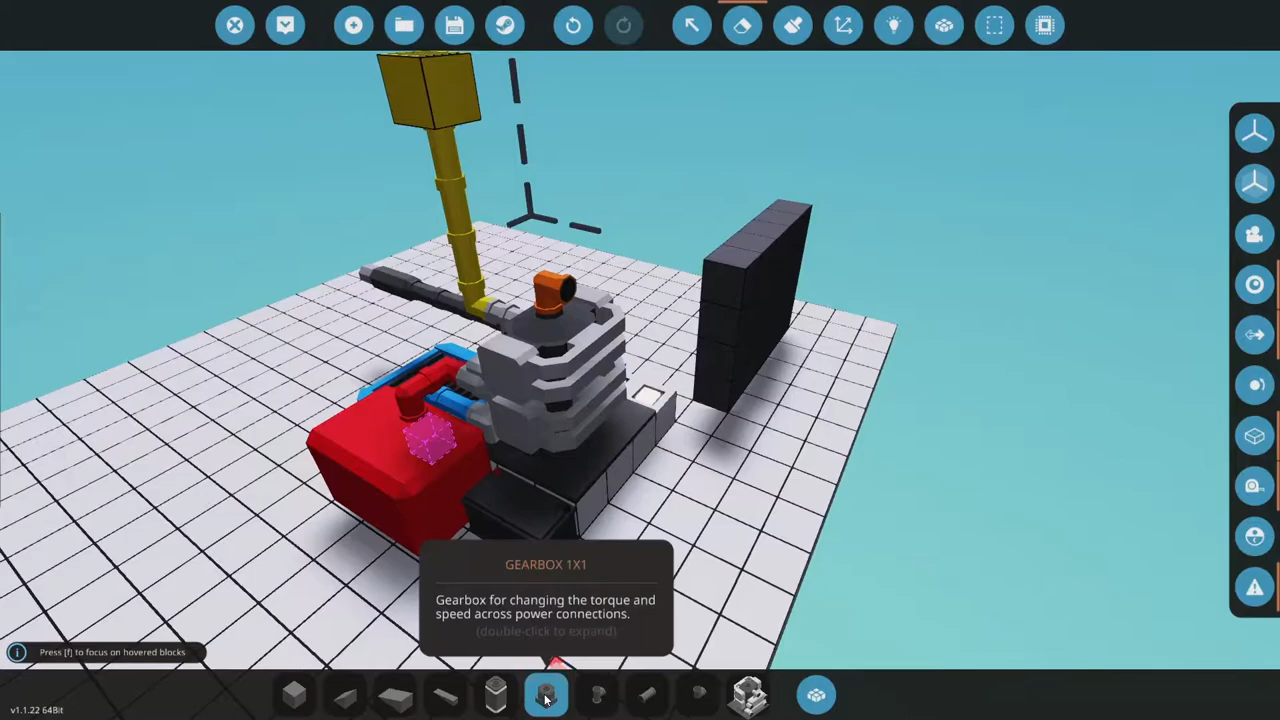 GEARBOX 1X1
Gearbox for changing the torque and
speed across power connections.
(double-click to expand)
Press [f] to focus on hovered blocks
v1.1.22 64Bit